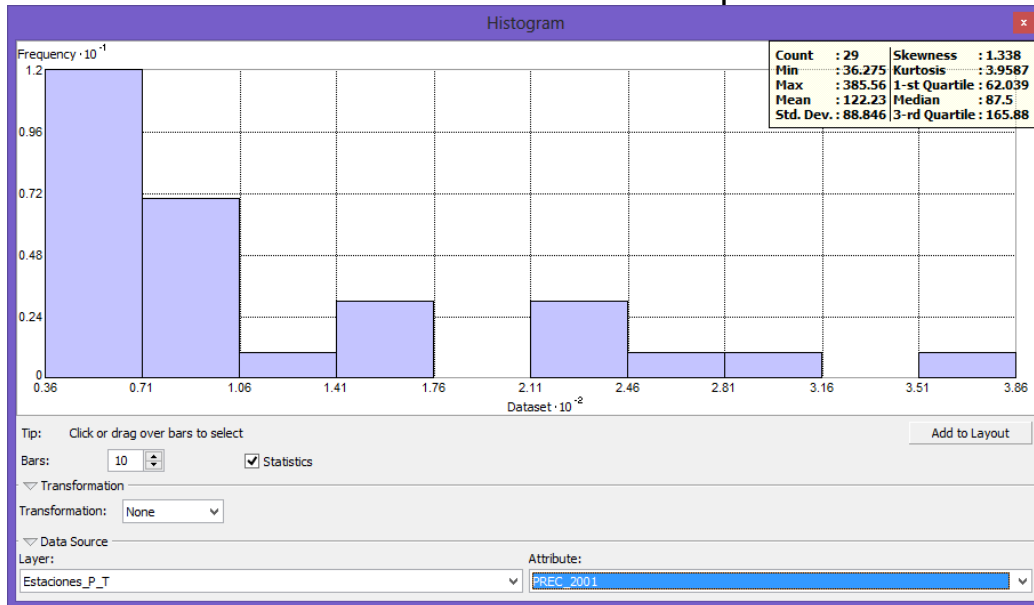 Histogram
x
Frequency · 10 -1
Count : 29 Skewness : 1.338
Min : 36.275 Kurtosis : 3.9587
Max : 385.56 1-st Quartile : 62.039
Mean : 122.23 Median : 87.5
Std. Dev. : 88.846 3-rd Quartile : 165.88
1.2
0.96
0.72
0.48
0.24
0
0.36 0.71 1.06 1.41 1.76 2.11 2.46 2.81 3.16 3.51 3.86
Dataset · 10 -2
Tip: Click or drag over bars to select Add to Layout
Bars: 10 Statistics
Transformation
Transformation: None
Data Source
Layer: Attribute:
Estaciones_P_T PREC_2001